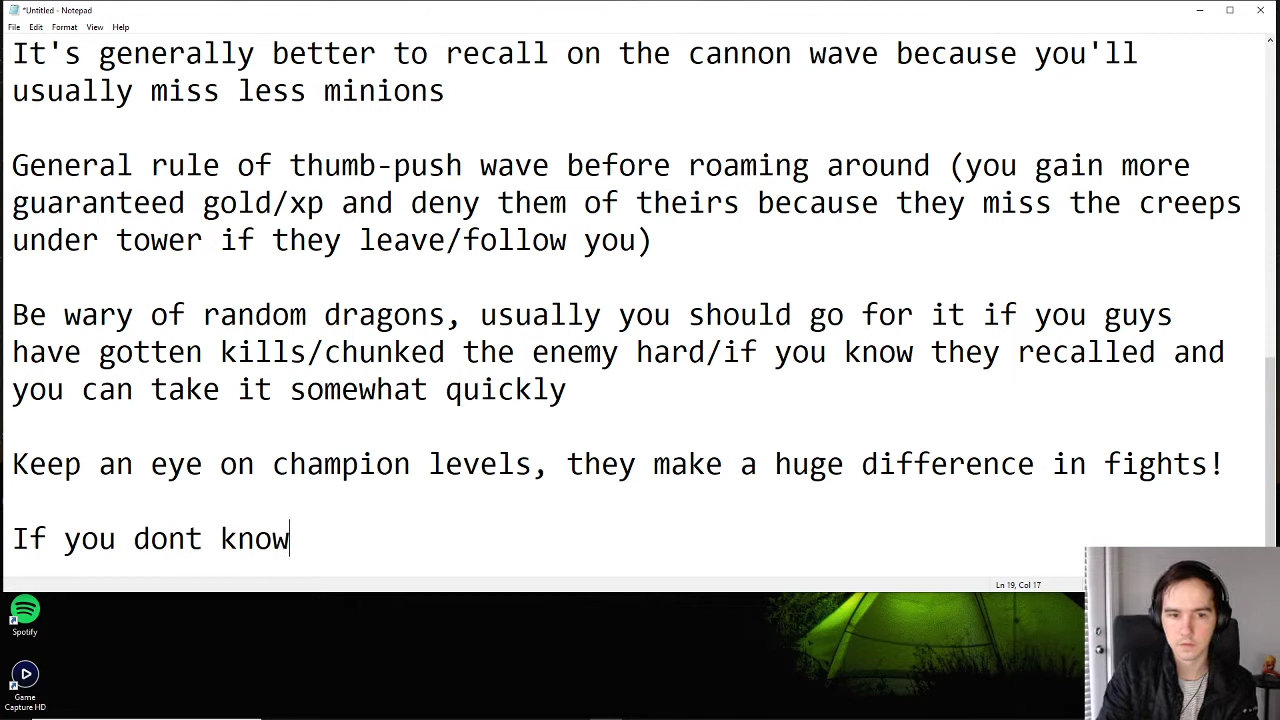 *Untitled - Notepad
File Edit Format View Help
It's generally better to recall on the cannon wave because you'll
usually miss less minions
General rule of thumb-push wave before roaming around (you gain more
guaranteed gold/xp and deny them of theirs because they miss the creeps
under tower if they leave/follow you)
Be wary of random dragons, usually you should go for it if you guys
have gotten kills/chunked the enemy hard/if you know they recalled and
you can take it somewhat quickly
Keep an eye on champion levels, they make a huge difference in fights!
If you dont know
Ln 19, Col 17
Spotify
Game
Capture HD